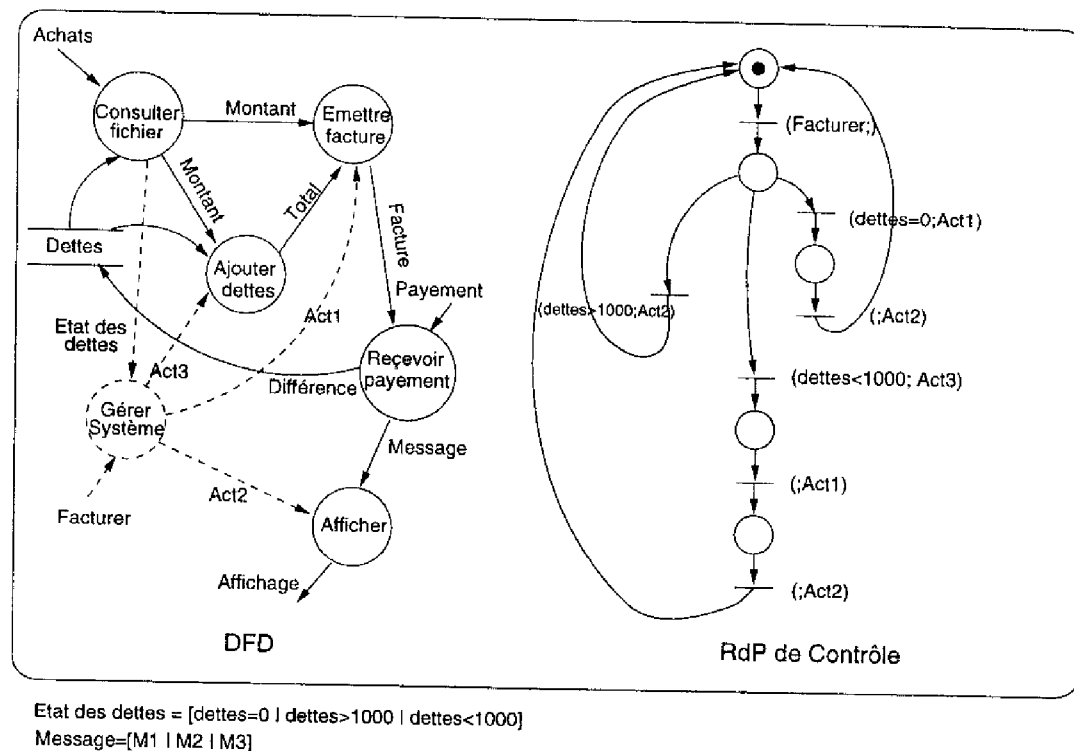 Achats
Consulter
fichier
Montant
Emettre
facture
Montant
Total
Facture
Dettes
Ajouter
dettes
Payement
Act1
Etat des
dettes
Act3
Différence
Reçevoir
payement
Gérer
Système
Message
Act2
Facturer
Afficher
Affichage
DFD
(Facturer;)
(dettes=0;Act1)
(dettes>1000;Act2)
(;Act2)
(dettes<1000; Act3)
(;Act1)
(;Act2)
RdP de Contrôle
Etat des dettes = [dettes=0 | dettes>1000 | dettes<1000]
Message=[M1 | M2 | M3]